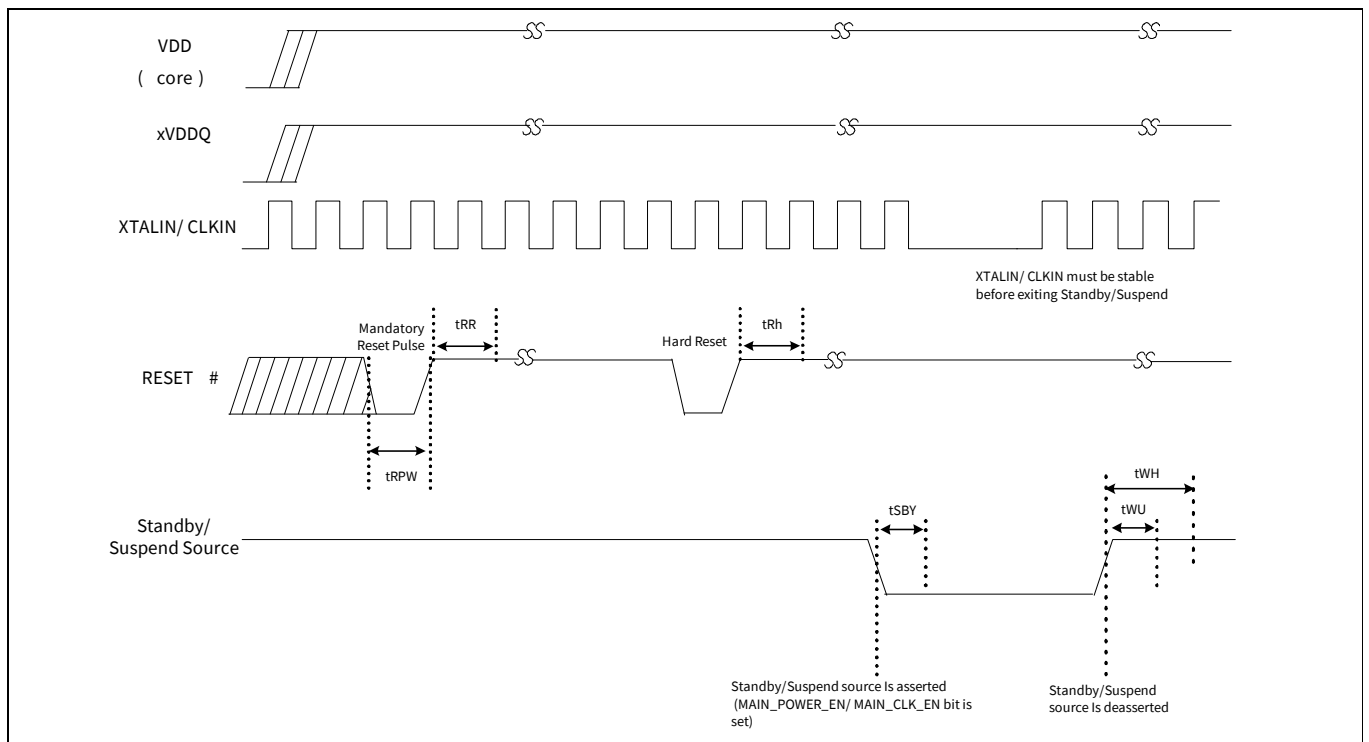 VDD
( core )
xVDDQ
XTALIN/ CLKIN
XTALIN/ CLKIN must be stable
before exiting Standby/Suspend
Mandatory
Reset Pulse
tRR
Hard Reset
tRh
RESET #
tRPW
tWH
tSBY
tWU
Standby/
Suspend Source
Standby/Suspend source Is asserted
(MAIN_POWER_EN/ MAIN_CLK_EN bit is
set)
Standby/Suspend
source Is deasserted